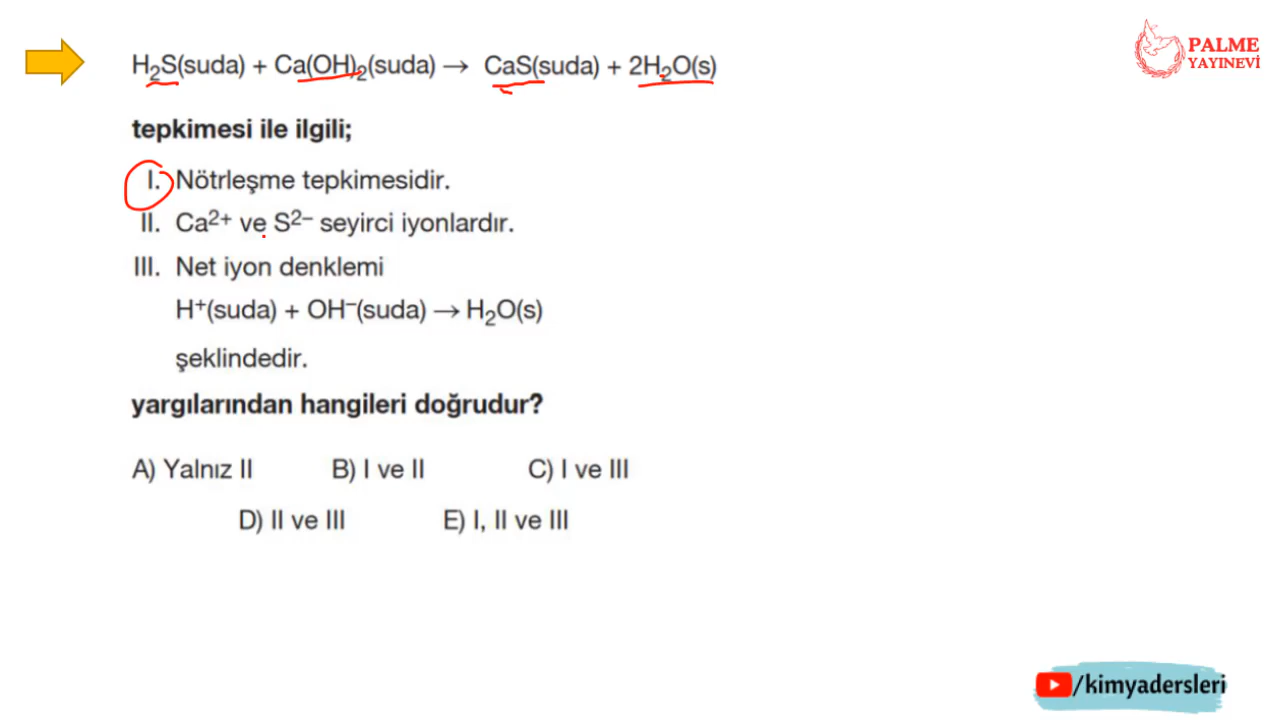 H₂S(suda) + Ca(OH)₂(suda) → CaS(suda) + 2H₂O(s)
PALME
YAYINEVİ
tepkimesi ile ilgili;
I. Nötrleşme tepkimesidir.
II. Ca²⁺ ve S²⁻ seyirci iyonlardır.
III. Net iyon denklemi
H⁺(suda) + OH⁻(suda) → H₂O(s)
şeklindedir.
yargılarından hangileri doğrudur?
A) Yalnız II B) I ve II C) I ve III
D) II ve III E) I, II ve III
/kimyadersleri